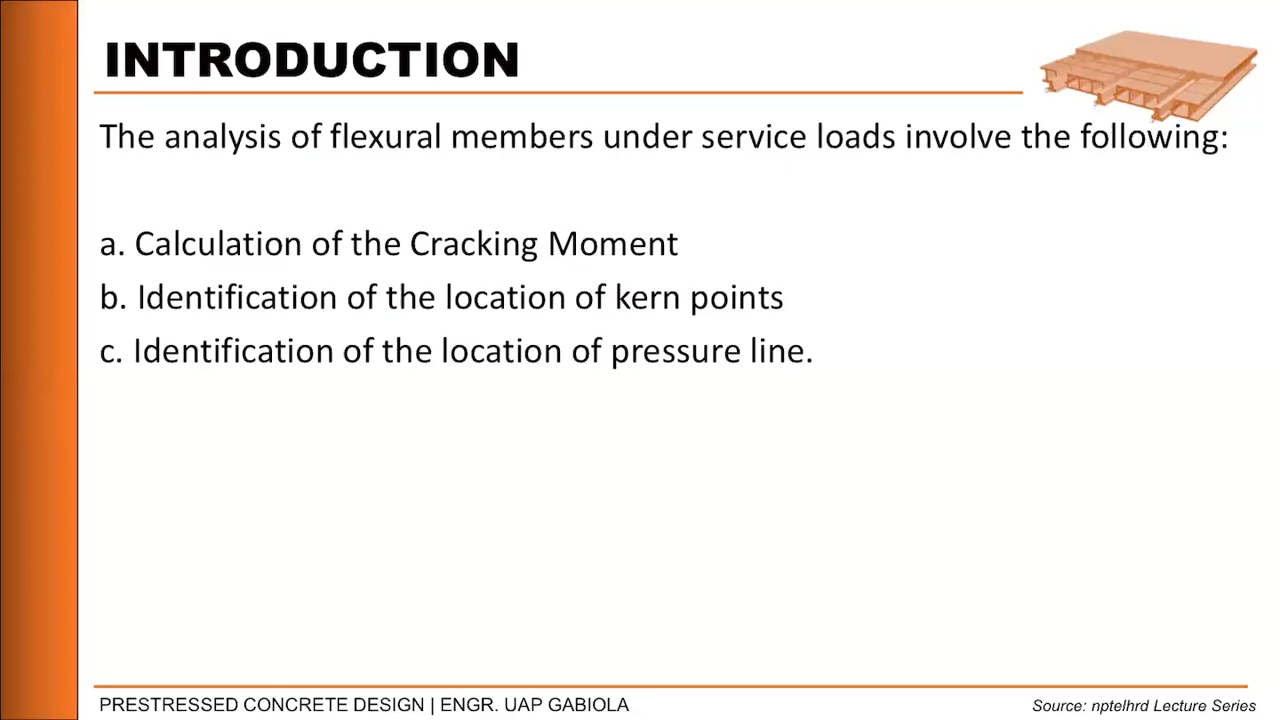 INTRODUCTION
The analysis of flexural members under service loads involve the following:
a. Calculation of the Cracking Moment
b. Identification of the location of kern points
c. Identification of the location of pressure line.
PRESTRESSED CONCRETE DESIGN | ENGR. UAP GABIOLA
Source: nptelhrd Lecture Series